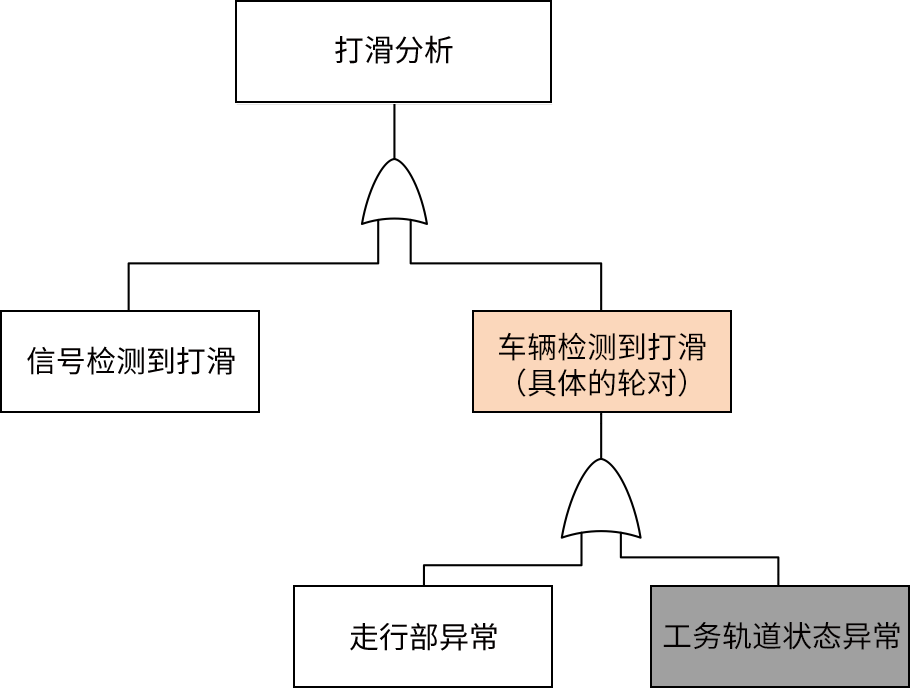 打滑分析
信号检测到打滑
车辆检测到打滑
（具体的轮对）
走行部异常
工务轨道状态异常